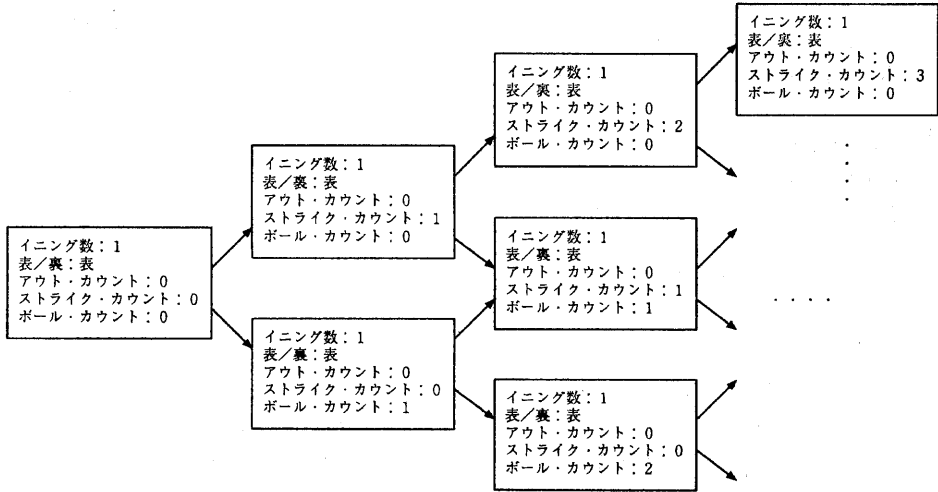 イニング数：1
表／裏：表
アウト・カウント：0
ストライク・カウント：0
ボール・カウント：0
イニング数：1
表／裏：表
アウト・カウント：0
ストライク・カウント：1
ボール・カウント：0
イニング数：1
表／裏：表
アウト・カウント：0
ストライク・カウント：0
ボール・カウント：1
イニング数：1
表／裏：表
アウト・カウント：0
ストライク・カウント：2
ボール・カウント：0
イニング数：1
表／裏：表
アウト・カウント：0
ストライク・カウント：1
ボール・カウント：1
イニング数：1
表／裏：表
アウト・カウント：0
ストライク・カウント：0
ボール・カウント：2
イニング数：1
表／裏：表
アウト・カウント：0
ストライク・カウント：3
ボール・カウント：0